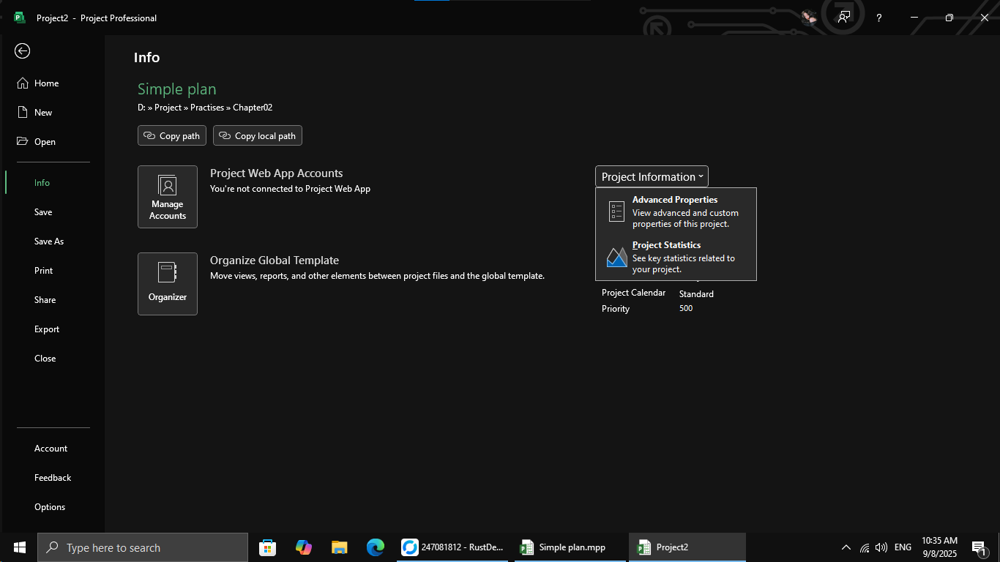 Project2 - Project Professional
?
Info
Home
New
Open
Info
Save
Save As
Print
Share
Export
Close
Account
Feedback
Options
Simple plan
D: » Project » Practises » Chapter02
Copy path
Copy local path
Manage
Accounts
Project Web App Accounts
You're not connected to Project Web App
Organizer
Organize Global Template
Move views, reports, and other elements between project files and the global template.
Project Information
Advanced Properties
View advanced and custom
properties of this project.
Project Statistics
See key statistics related to
your project.
Project Calendar Standard
Priority 500
Type here to search
247081812 - RustDe...
Simple plan.mpp
Project2
ENG
10:35 AM
9/8/2025
1